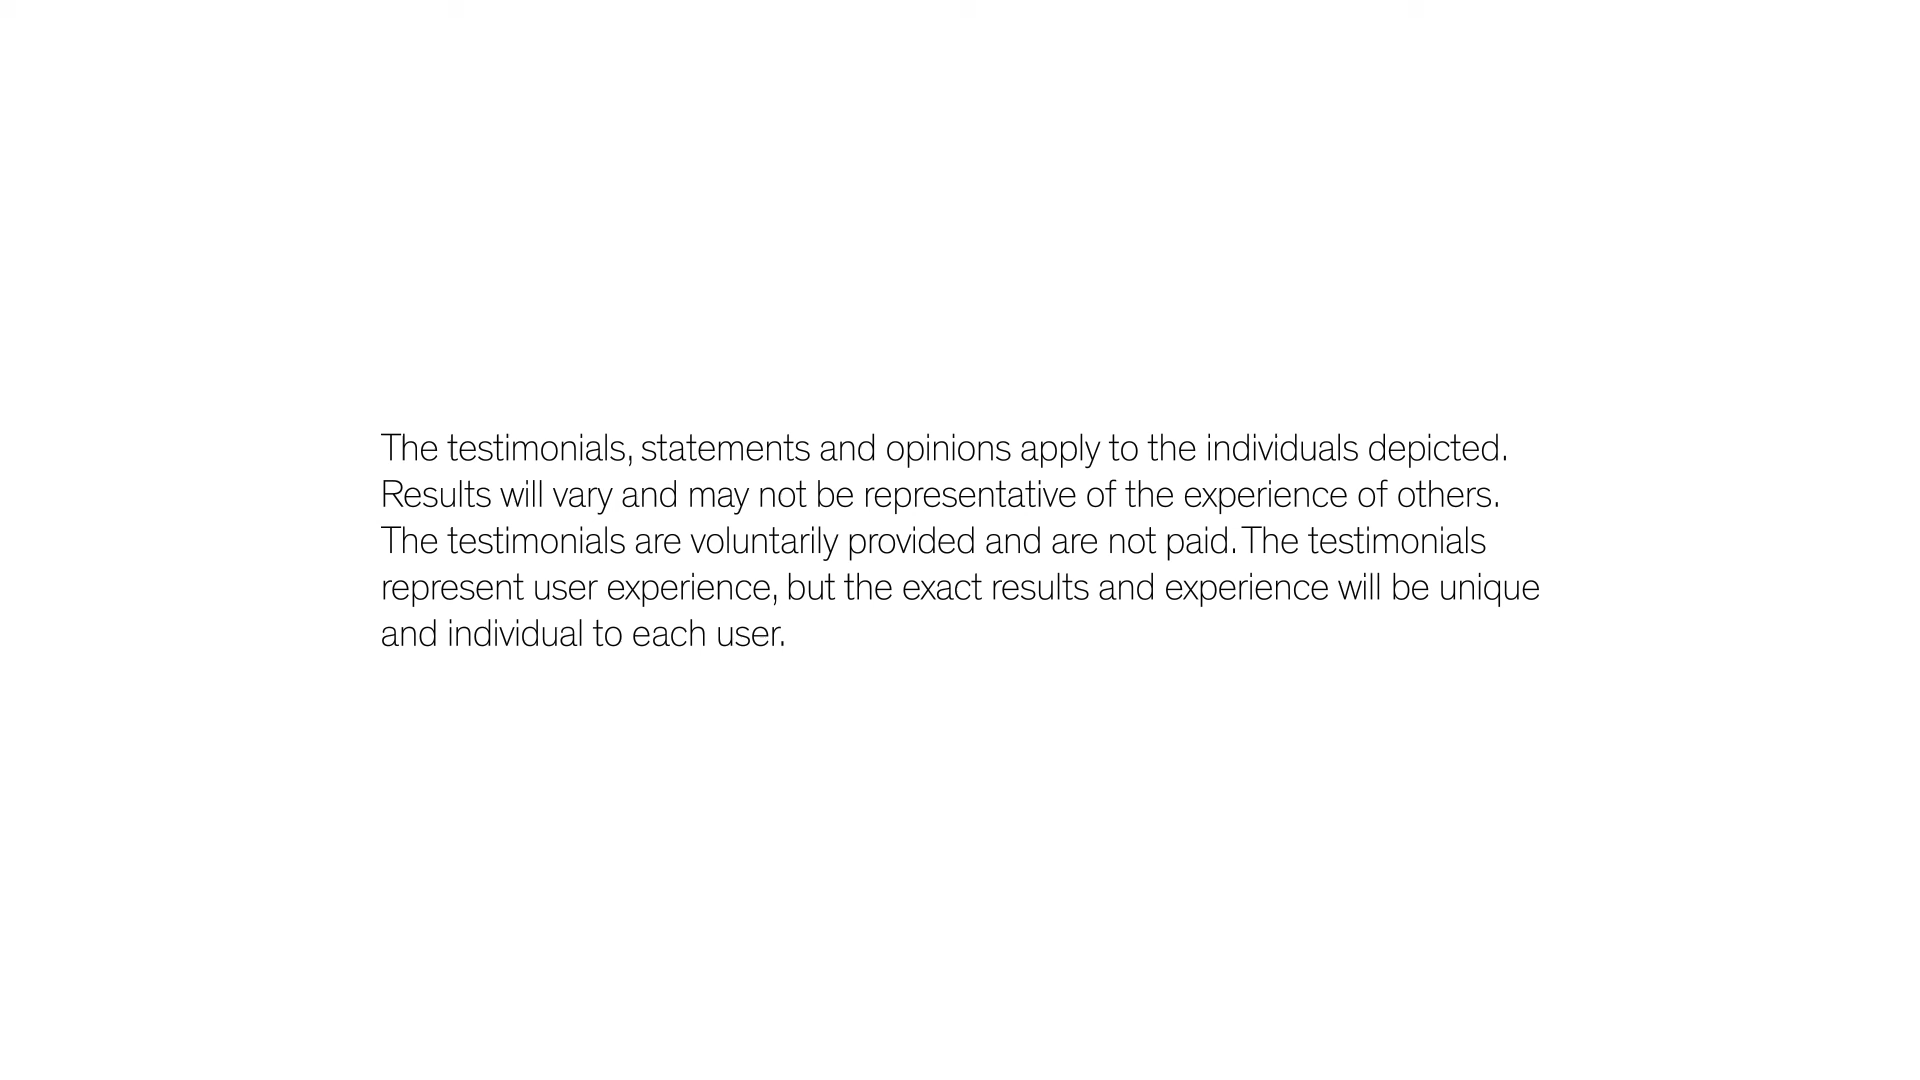 The testimonials, statements and opinions apply to the individuals depicted.
Results will vary and may not be representative of the experience of others.
The testimonials are voluntarily provided and are not paid. The testimonials
represent user experience, but the exact results and experience will be unique
and individual to each user.